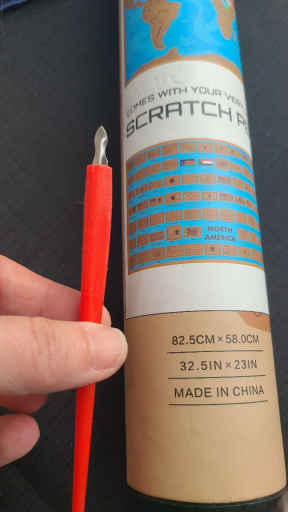 COMES WITH YOUR VERY
SCRATCH
NORTH
AMERICA
82.5CM × 58.0CM
32.5IN × 23IN
MADE IN CHINA